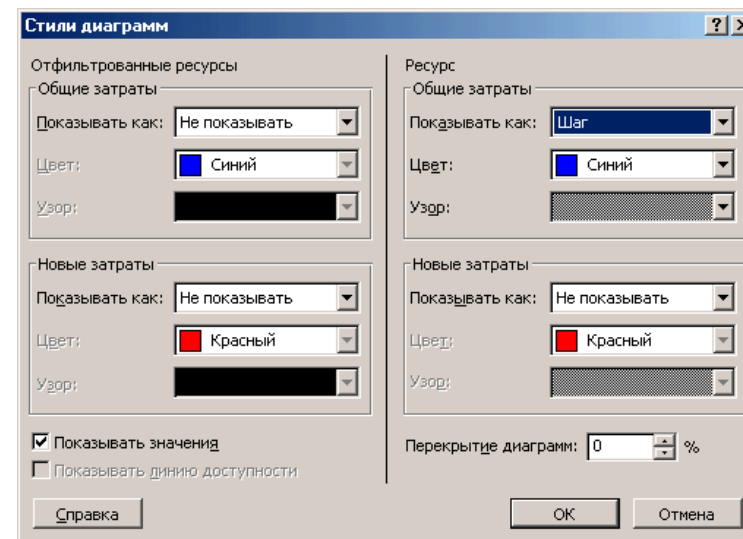 Стили диаграмм
Отфильтрованные ресурсы
Общие затраты
Показывать как: Не показывать
Цвет: Синий
Узор:
Новые затраты
Показывать как: Не показывать
Цвет: Красный
Узор:
Показывать значения
Показывать линию доступности
Справка
Ресурс
Общие затраты
Показывать как: Шаг
Цвет: Синий
Узор:
Новые затраты
Показывать как: Не показывать
Цвет: Красный
Узор:
Перекрытие диаграмм: 0 %
ОК Отмена